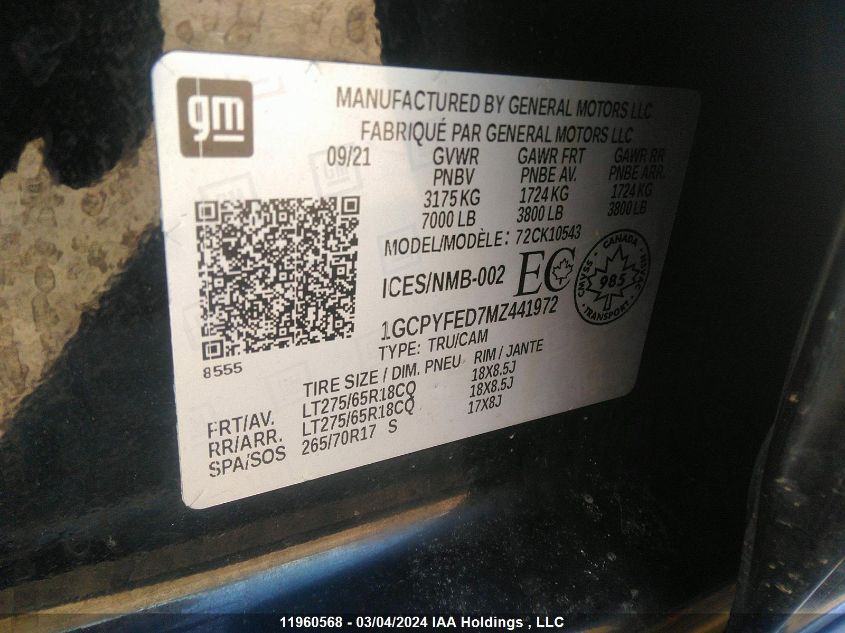 gm
MANUFACTURED BY GENERAL MOTORS LLC
FABRIQUÉ PAR GENERAL MOTORS LLC
09/21 GVWR GAWR FRT GAWR RR
PNBV PNBE AV. PNBE ARR.
3175 KG 1724 KG 1724 KG
7000 LB 3800 LB 3800 LB
MODEL/MODÈLE: 72CK10543
ICES/NMB-002 EC
CANADA
985
TRANSPORT
1GCPYFED7MZ441972
TYPE: TRU/CAM
8555
TIRE SIZE / DIM. PNEU RIM / JANTE
FRT/AV. LT275/65R18CQ 18X8.5J
RR/ARR. LT275/65R18CQ 18X8.5J
SPA/SOS 265/70R17 S 17X8J
11960568 - 03/04/2024 IAA Holdings , LLC